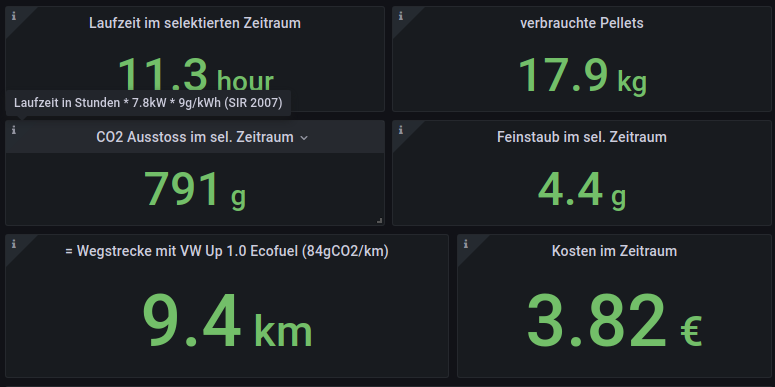 Laufzeit im selektierten Zeitraum
11.3 hour
verbrauchte Pellets
17.9 kg
Laufzeit in Stunden * 7.8kW * 9g/kWh (SIR 2007)
CO2 Ausstoss im sel. Zeitraum
791 g
Feinstaub im sel. Zeitraum
4.4 g
= Wegstrecke mit VW Up 1.0 Ecofuel (84gCO2/km)
9.4 km
Kosten im Zeitraum
3.82 €